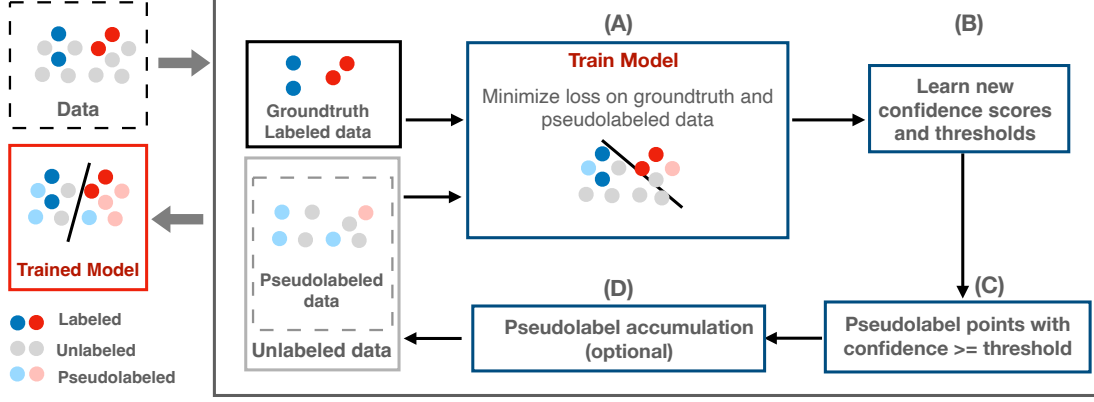 Data
Trained Model
Labeled
Unlabeled
Pseudolabeled
Groundtruth
Labeled data
Pseudolabeled
data
Unlabeled data
(A)
Train Model
Minimize loss on groundtruth and
pseudolabeled data
(B)
Learn new
confidence scores
and thresholds
(C)
Pseudolabel points with
confidence >= threshold
(D)
Pseudolabel accumulation
(optional)